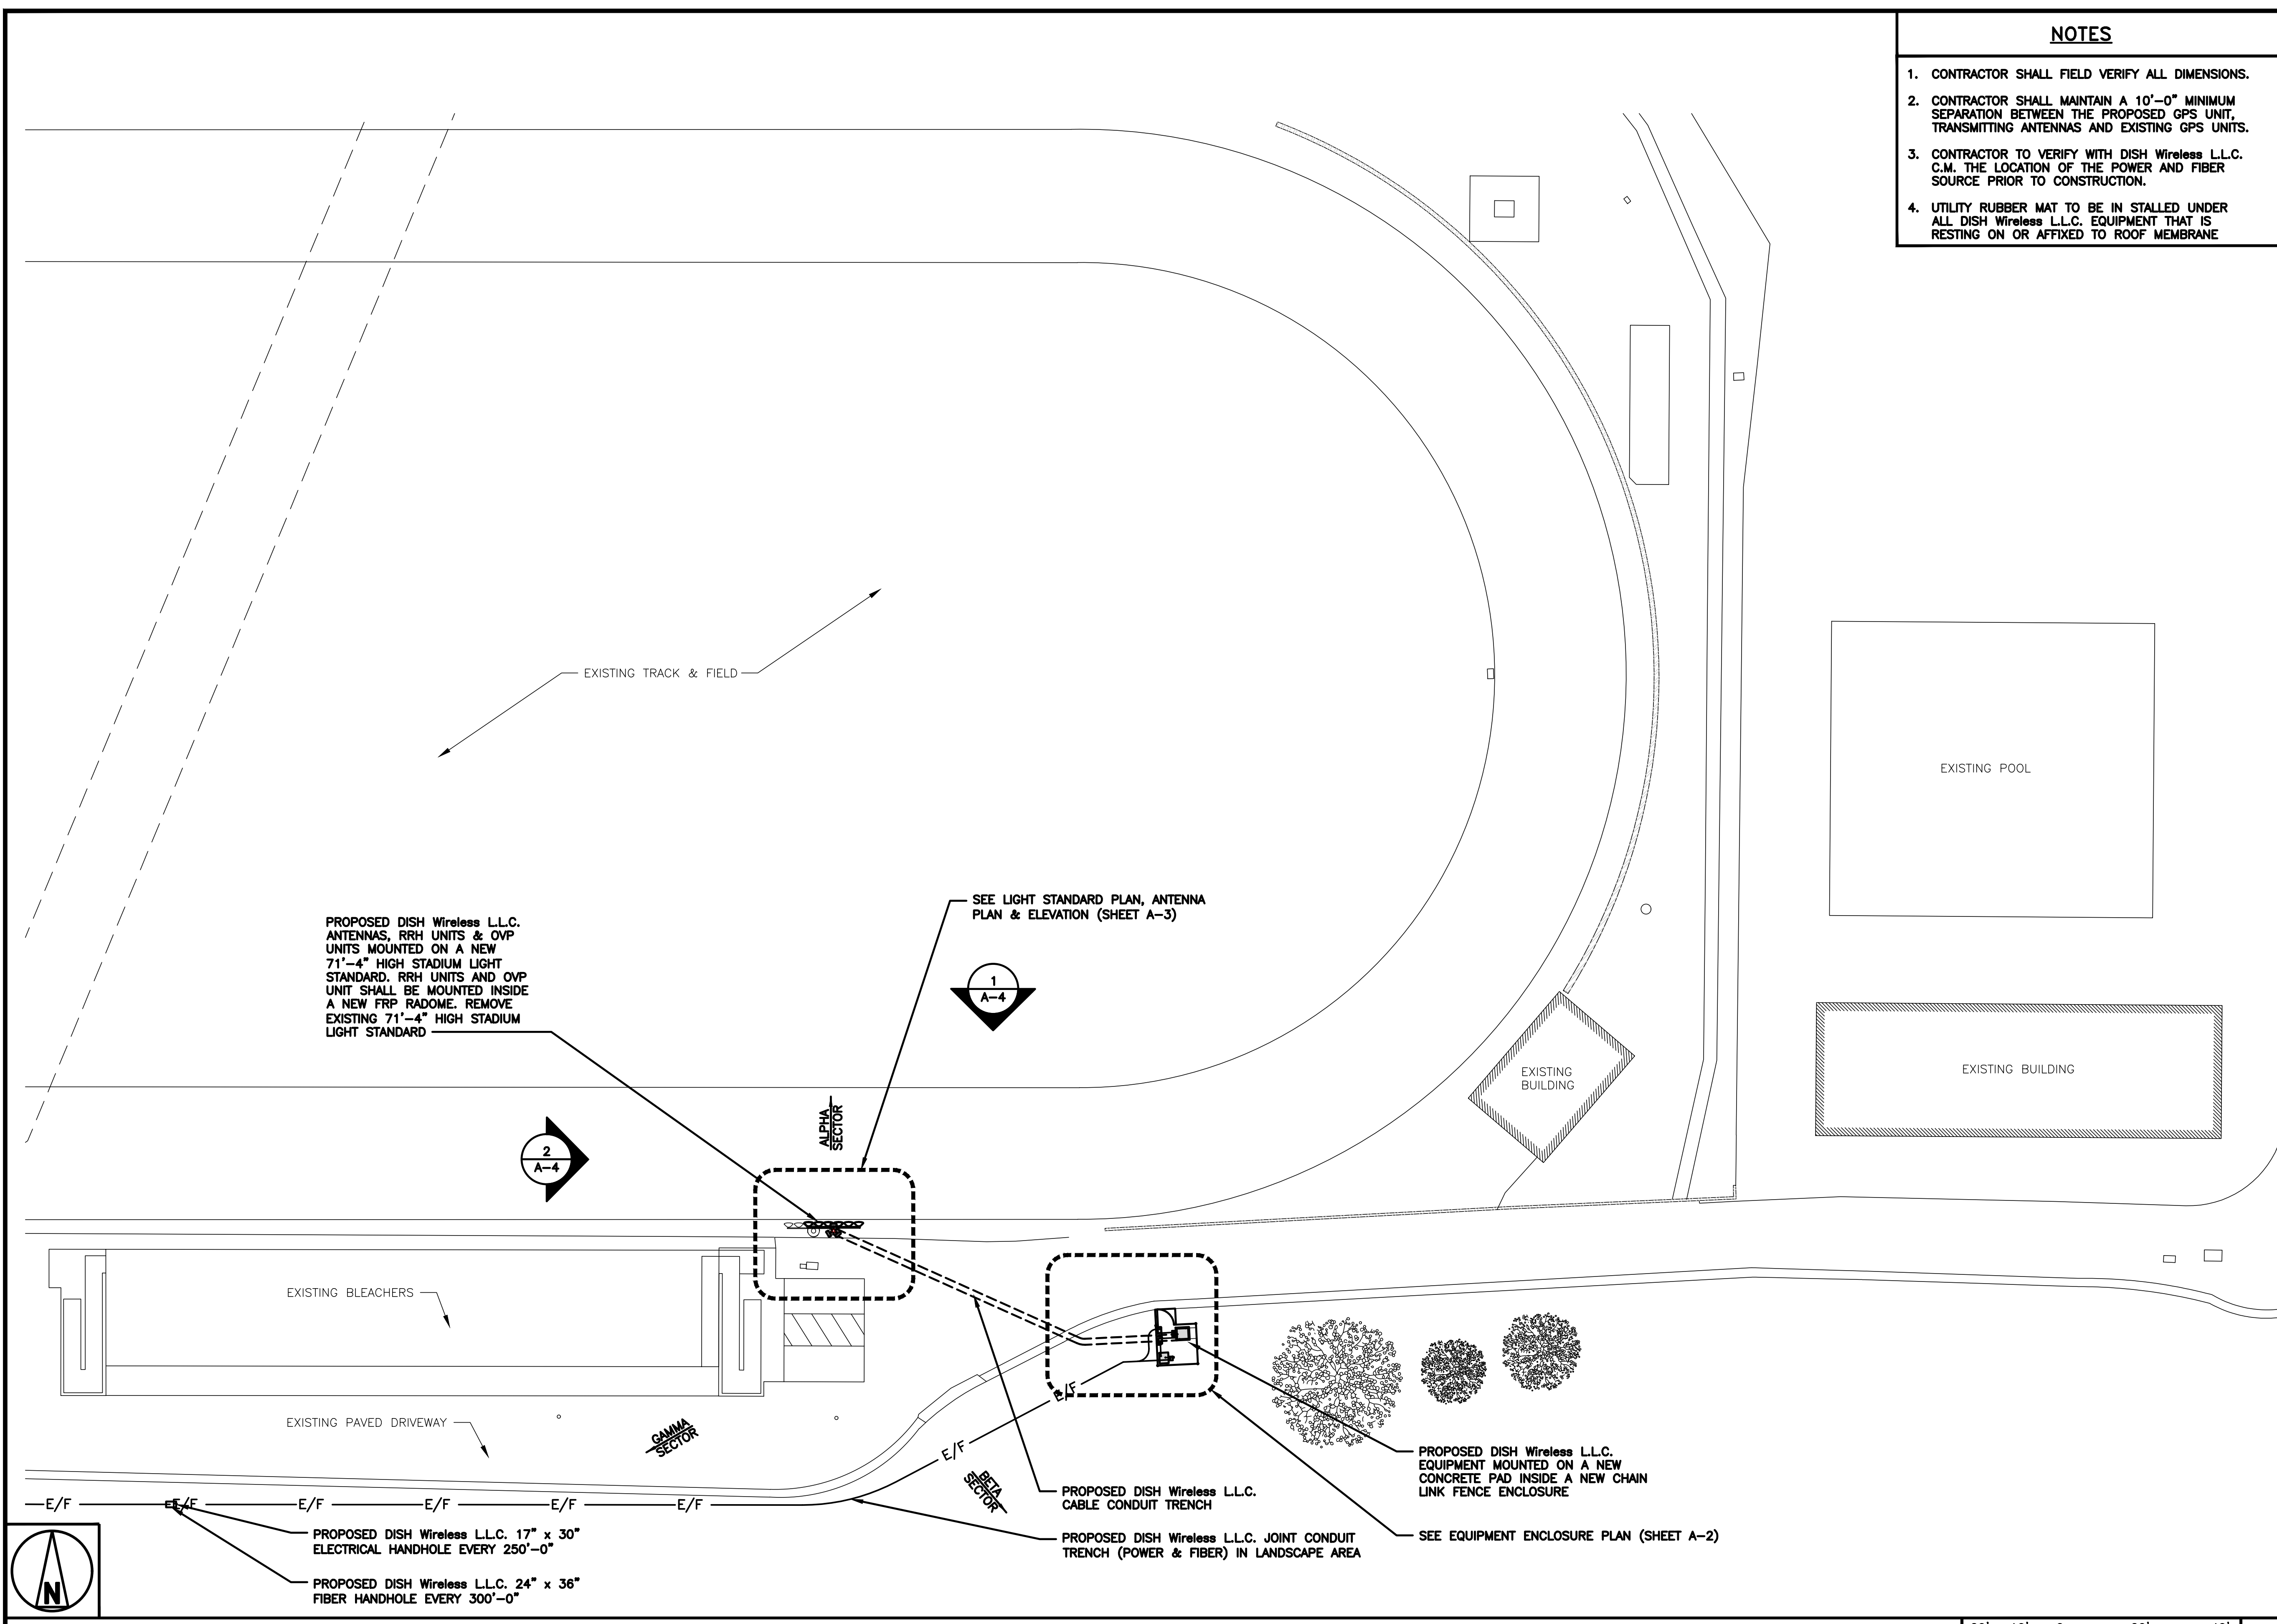 NOTES
1. CONTRACTOR SHALL FIELD VERIFY ALL DIMENSIONS.
2. CONTRACTOR SHALL MAINTAIN A 10'-0" MINIMUM
SEPARATION BETWEEN THE PROPOSED GPS UNIT,
TRANSMITTING ANTENNAS AND EXISTING GPS UNITS.
3. CONTRACTOR TO VERIFY WITH DISH Wireless L.L.C.
C.M. THE LOCATION OF THE POWER AND FIBER
SOURCE PRIOR TO CONSTRUCTION.
4. UTILITY RUBBER MAT TO BE IN STALLED UNDER
ALL DISH Wireless L.L.C. EQUIPMENT THAT IS
RESTING ON OR AFFIXED TO ROOF MEMBRANE
EXISTING TRACK & FIELD
EXISTING POOL
SEE LIGHT STANDARD PLAN, ANTENNA
PLAN & ELEVATION (SHEET A-3)
PROPOSED DISH Wireless L.L.C.
ANTENNAS, RRH UNITS & OVP
UNITS MOUNTED ON A NEW
71'-4" HIGH STADIUM LIGHT
STANDARD. RRH UNITS AND OVP
UNIT SHALL BE MOUNTED INSIDE
A NEW FRP RADOME. REMOVE
EXISTING 71'-4" HIGH STADIUM
LIGHT STANDARD
1
A-4
EXISTING
BUILDING
EXISTING BUILDING
ALPHA
SECTOR
2
A-4
EXISTING BLEACHERS
EXISTING PAVED DRIVEWAY
GAMMA
SECTOR
BETA
SECTOR
E/F
E/F
E/F
E/F
E/F
E/F
E/F
E/F
PROPOSED DISH Wireless L.L.C.
EQUIPMENT MOUNTED ON A NEW
CONCRETE PAD INSIDE A NEW CHAIN
LINK FENCE ENCLOSURE
PROPOSED DISH Wireless L.L.C.
CABLE CONDUIT TRENCH
PROPOSED DISH Wireless L.L.C. JOINT CONDUIT
TRENCH (POWER & FIBER) IN LANDSCAPE AREA
SEE EQUIPMENT ENCLOSURE PLAN (SHEET A-2)
PROPOSED DISH Wireless L.L.C. 17" x 30"
ELECTRICAL HANDHOLE EVERY 250'-0"
PROPOSED DISH Wireless L.L.C. 24" x 36"
FIBER HANDHOLE EVERY 300'-0"
N